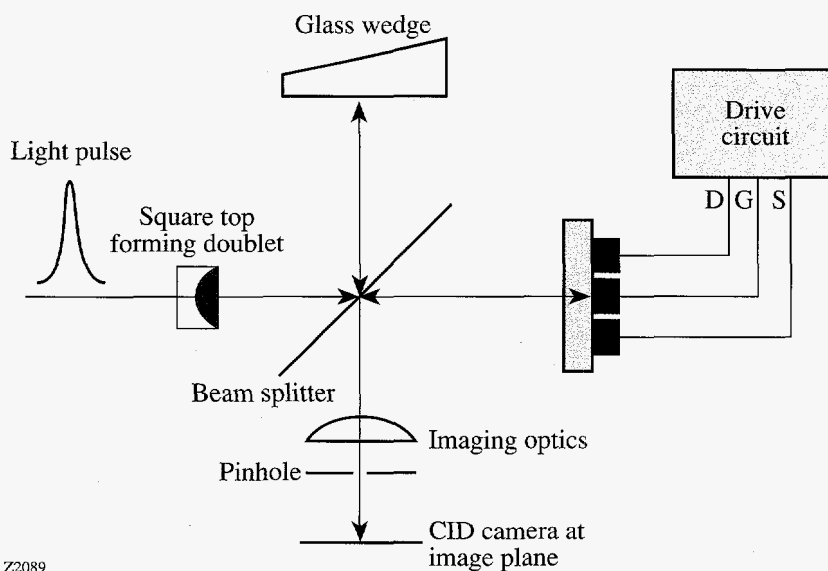 Glass wedge
Drive
circuit
Light pulse
D G S
Square top
forming doublet
Beam splitter
Imaging optics
Pinhole
CID camera at
image plane
Z2089